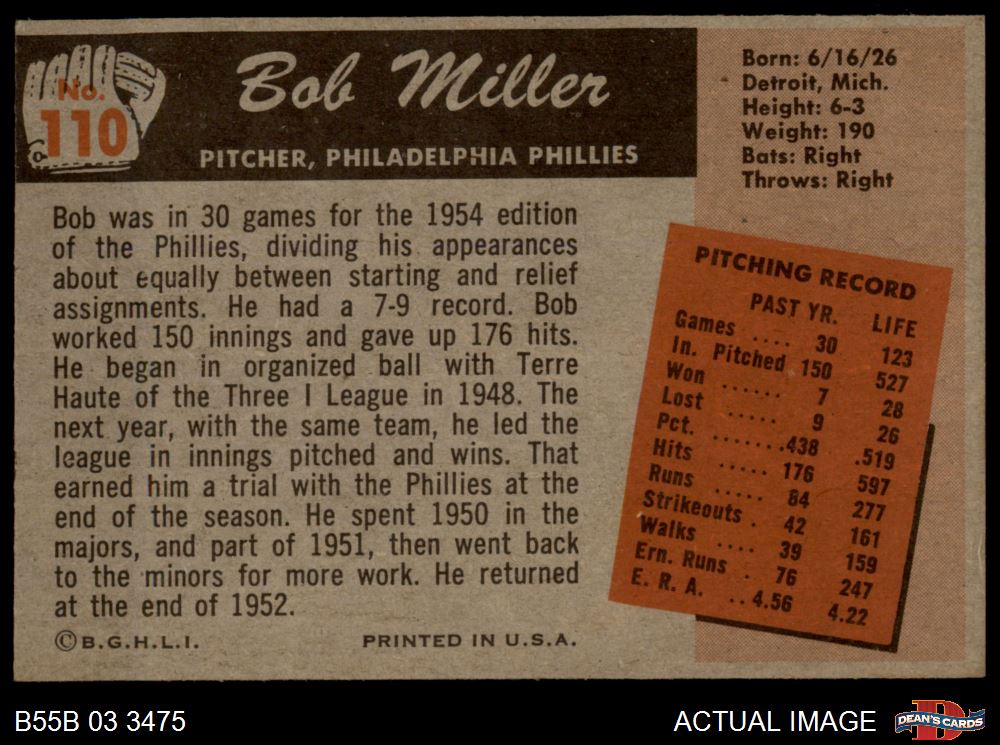 No.
110
Bob Miller
PITCHER, PHILADELPHIA PHILLIES
Born: 6/16/26
Detroit, Mich.
Height: 6-3
Weight: 190
Bats: Right
Throws: Right
Bob was in 30 games for the 1954 edition
of the Phillies, dividing his appearances
about equally between starting and relief
assignments. He had a 7-9 record. Bob
worked 150 innings and gave up 176 hits.
He began in organized ball with Terre
Haute of the Three I League in 1948. The
next year, with the same team, he led the
league in innings pitched and wins. That
earned him a trial with the Phillies at the
end of the season. He spent 1950 in the
majors, and part of 1951, then went back
to the minors for more work. He returned
at the end of 1952.
©B.G.H.L.I. PRINTED IN U.S.A.
PITCHING RECORD
PAST YR. LIFE
Games .... 30 123
In. Pitched 150 527
Won ...... 7 28
Lost ..... 9 26
Pct. .......438 .519
Hits ..... 176 597
Runs ..... 84 277
Strikeouts . 42 161
Walks .... 39 159
Ern. Runs . 76 247
E. R. A. ..4.56 4.22
B55B 03 3475
ACTUAL IMAGE
D
DEAN'S CARDS